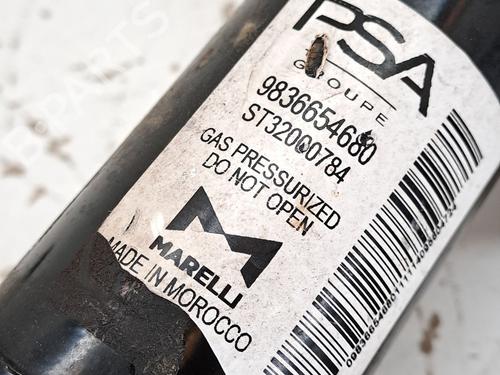 PSA
GROUPE
9836654680
ST32000784
GAS PRESSURIZED
DO NOT OPEN
MARELLI
MADE IN MOROCCO